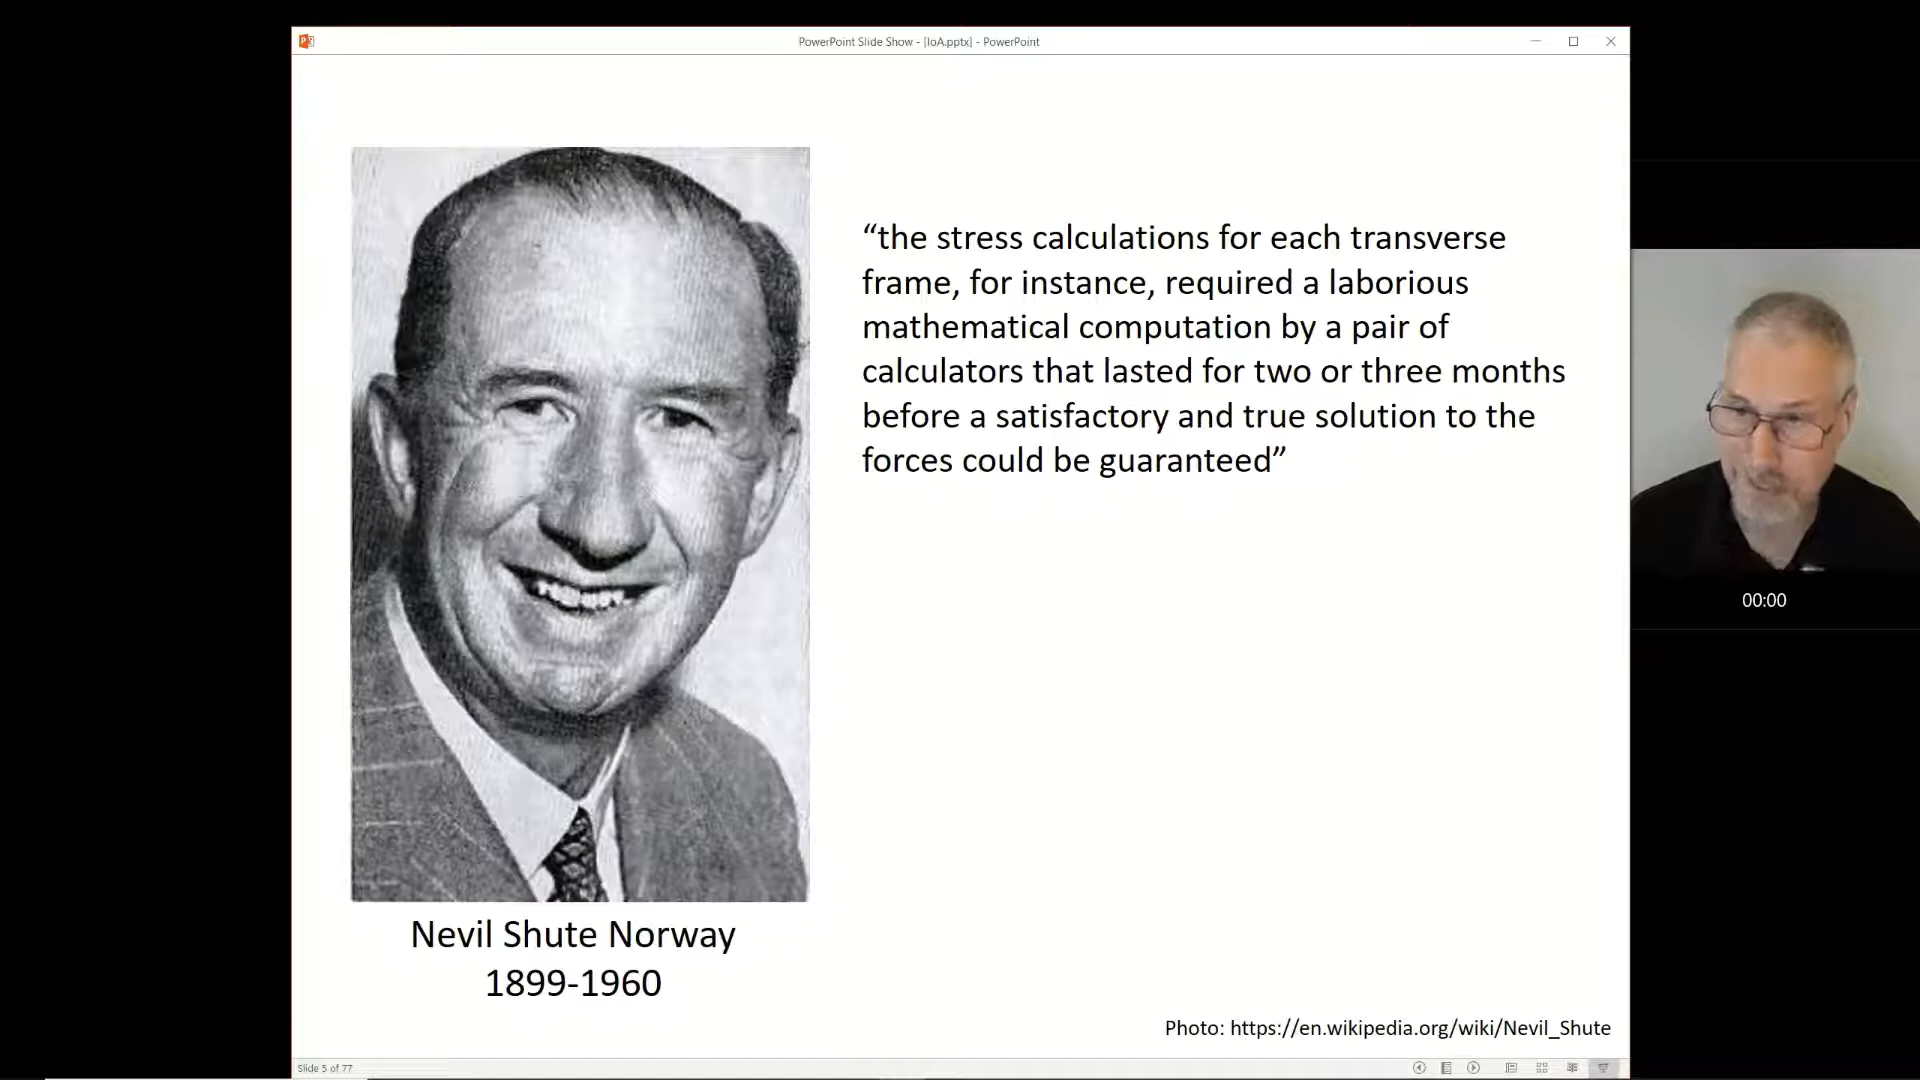 PowerPoint Slide Show - [IoA.pptx] - PowerPoint
“the stress calculations for each transverse
frame, for instance, required a laborious
mathematical computation by a pair of
calculators that lasted for two or three months
before a satisfactory and true solution to the
forces could be guaranteed”
00:00
Nevil Shute Norway
1899-1960
Photo: https://en.wikipedia.org/wiki/Nevil_Shute
Slide 5 of 77